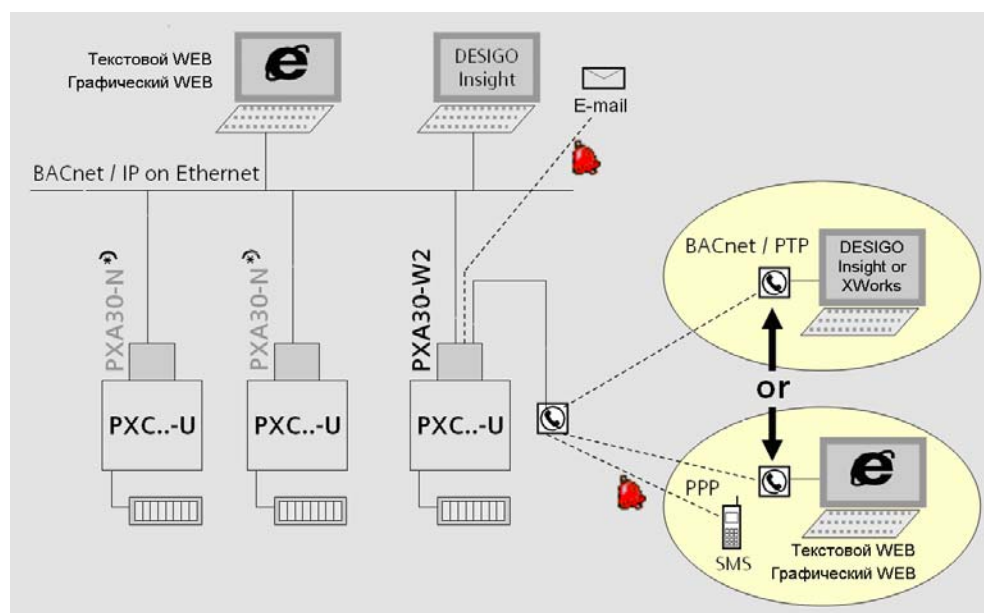 Текстовой WEB
Графический WEB
DESIGO
Insight
E-mail
BACnet / IP on Ethernet
PXA30-N(*)
PXA30-N(*)
PXA30-W2
PXC..-U
PXC..-U
PXC..-U
BACnet / PTP
DESIGO
Insight or
XWorks
or
PPP
SMS
Текстовой WEB
Графический WEB